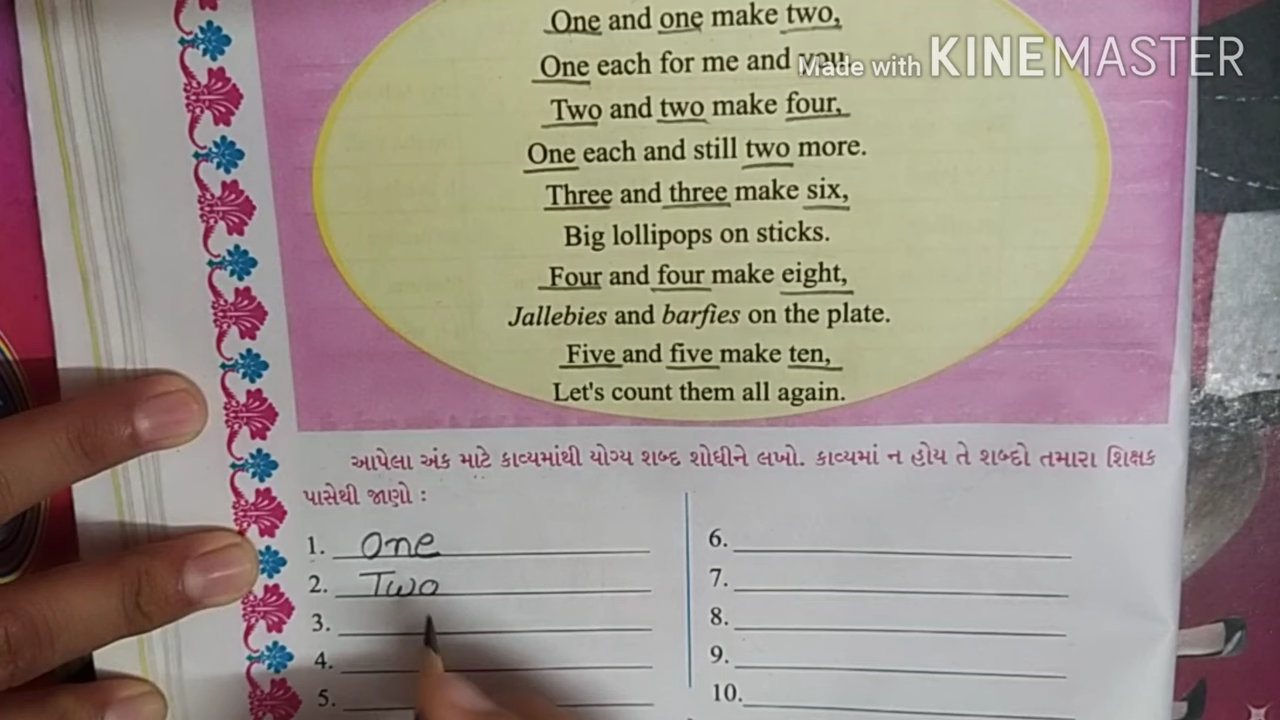 One and one make two,
One each for me and you
Made with KINEMASTER
Two and two make four,
One each and still two more.
Three and three make six,
Big lollipops on sticks.
Four and four make eight,
Jallebies and barfies on the plate.
Five and five make ten,
Let's count them all again.
આપેલા અંક માટે કાવ્યમાંથી યોગ્ય શબ્દ શોધીને લખો. કાવ્યમાં ન હોય તે શબ્દો તમારા શિક્ષક
પાસેથી જાણો :
1. One
2. Two
3.
4.
5.
6.
7.
8.
9.
10.